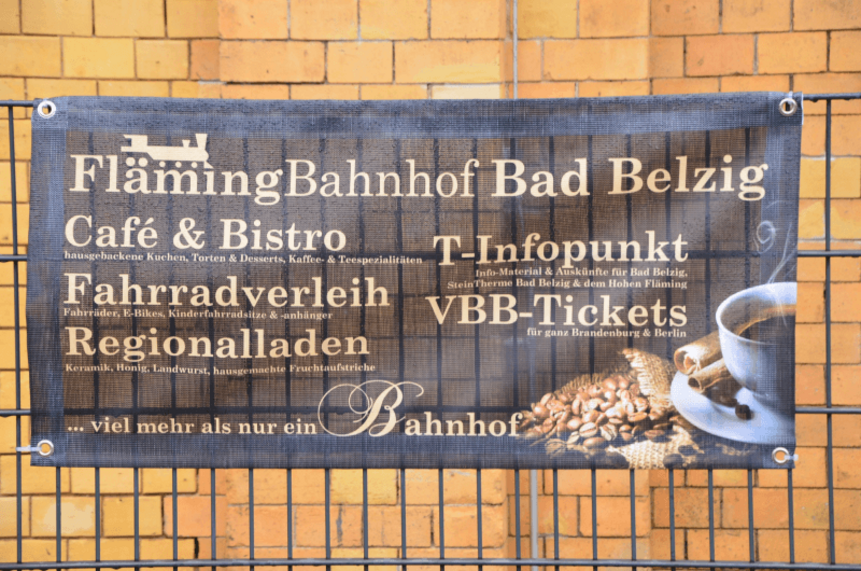 FlämingBahnhof Bad Belzig
Café & Bistro
hausgebackene Kuchen, Torten & Desserts, Kaffee- & Teespezialitäten
Fahrradverleih
Fahrräder, E-Bikes, Kinderfahrradsitze & -anhänger
Regionalladen
Keramik, Honig, Landwurst, hausgemachte Fruchtaufstriche
T-Infopunkt
Info-Material & Auskünfte für Bad Belzig,
SteinTherme Bad Belzig & dem Hohen Fläming
VBB-Tickets
für ganz Brandenburg & Berlin
... viel mehr als nur ein Bahnhof